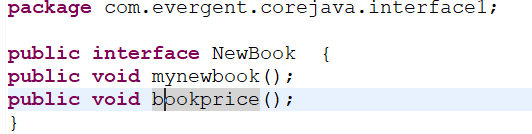 package com.evergent.corejava.interface1;
public interface NewBook {
public void mynewbook();
public void bookprice();
}